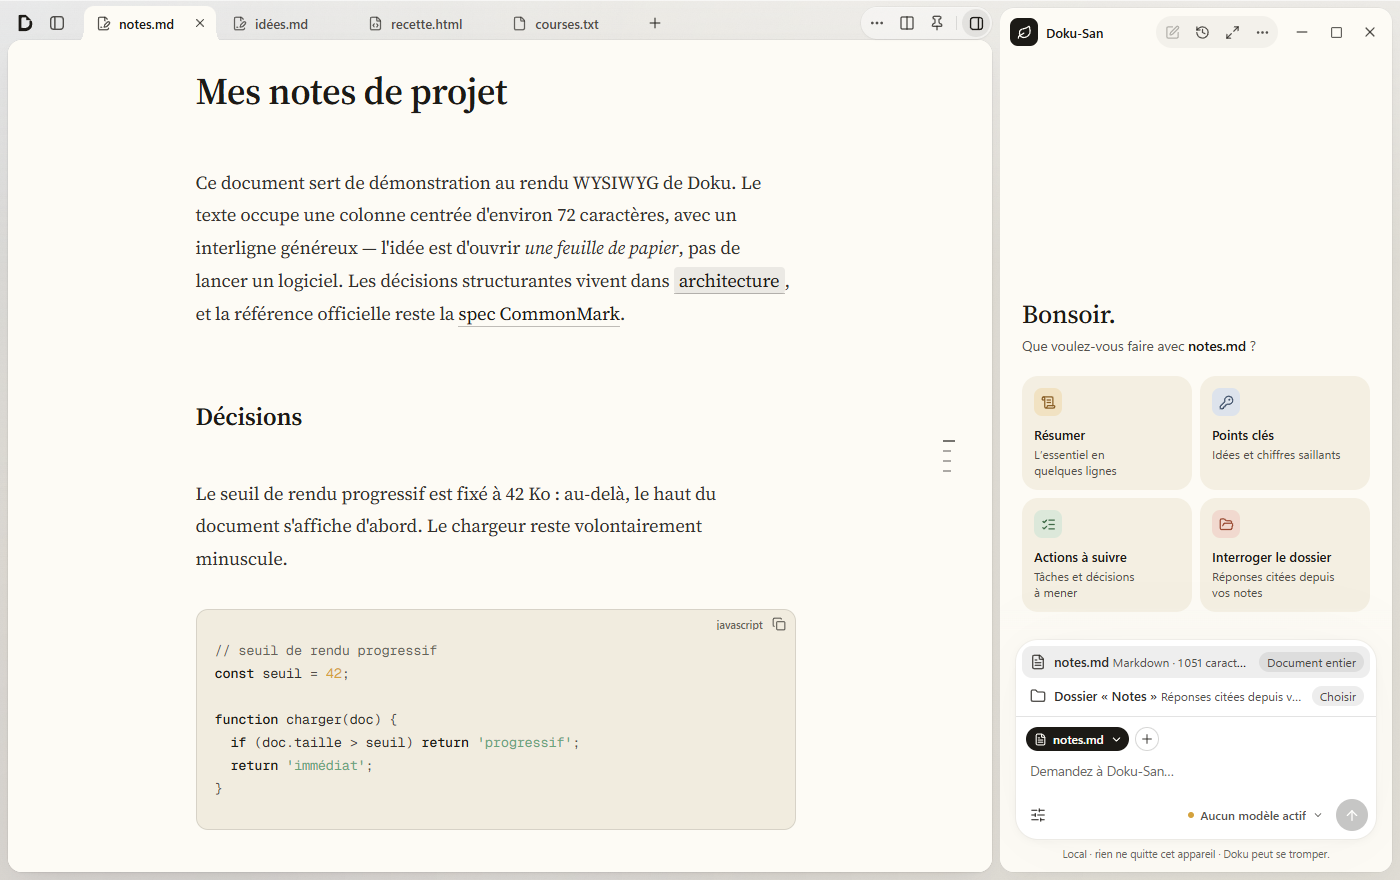 notes.md
idées.md
recette.html
courses.txt
Mes notes de projet
Ce document sert de démonstration au rendu WYSIWYG de Doku. Le
texte occupe une colonne centrée d'environ 72 caractères, avec un
interligne généreux — l'idée est d'ouvrir une feuille de papier, pas de
lancer un logiciel. Les décisions structurantes vivent dans architecture ,
et la référence officielle reste la spec CommonMark.
Décisions
Le seuil de rendu progressif est fixé à 42 Ko : au-delà, le haut du
document s'affiche d'abord. Le chargeur reste volontairement
minuscule.
javascript
// seuil de rendu progressif
const seuil = 42;
function charger(doc) {
if (doc.taille > seuil) return 'progressif';
return 'immédiat';
}
Doku-San
Bonsoir.
Que voulez-vous faire avec notes.md ?
Résumer
L'essentiel en
quelques lignes
Points clés
Idées et chiffres saillants
Actions à suivre
Tâches et décisions
à mener
Interroger le dossier
Réponses citées depuis
vos notes
notes.md Markdown · 1051 caract... Document entier
Dossier « Notes » Réponses citées depuis v... Choisir
notes.md
Demandez à Doku-San...
Aucun modèle actif
Local · rien ne quitte cet appareil · Doku peut se tromper.